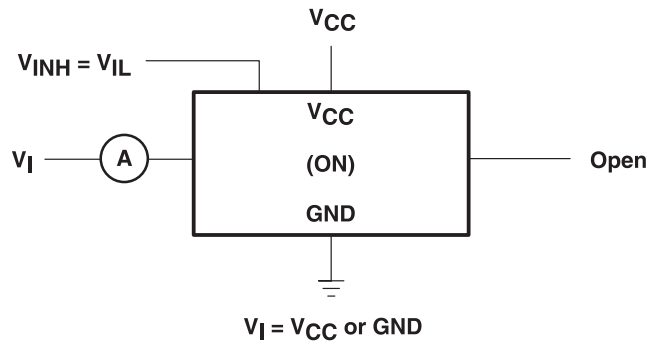 VCC
VINH = VIL
VCC
VI
A
(ON)
Open
GND
VI = VCC or GND